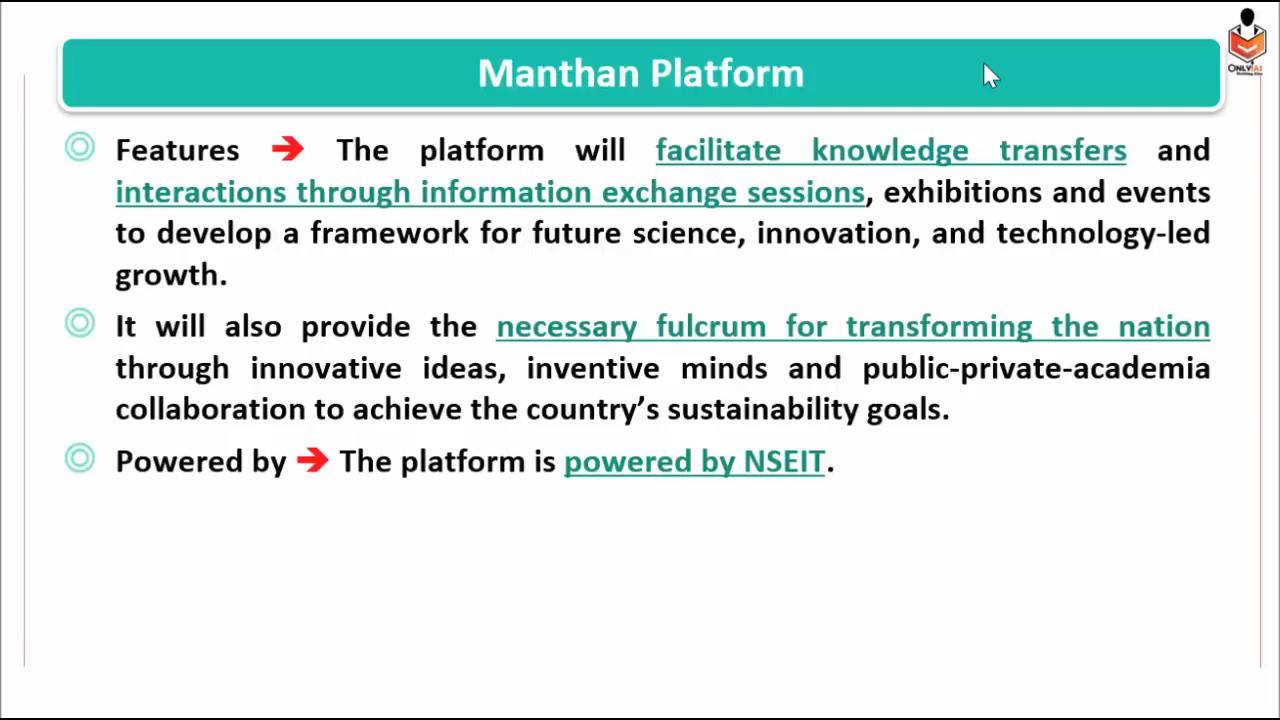 Manthan Platform
ONLYIAS
Features ➔ The platform will facilitate knowledge transfers and
interactions through information exchange sessions, exhibitions and events
to develop a framework for future science, innovation, and technology-led
growth.
It will also provide the necessary fulcrum for transforming the nation
through innovative ideas, inventive minds and public-private-academia
collaboration to achieve the country’s sustainability goals.
Powered by ➔ The platform is powered by NSEIT.